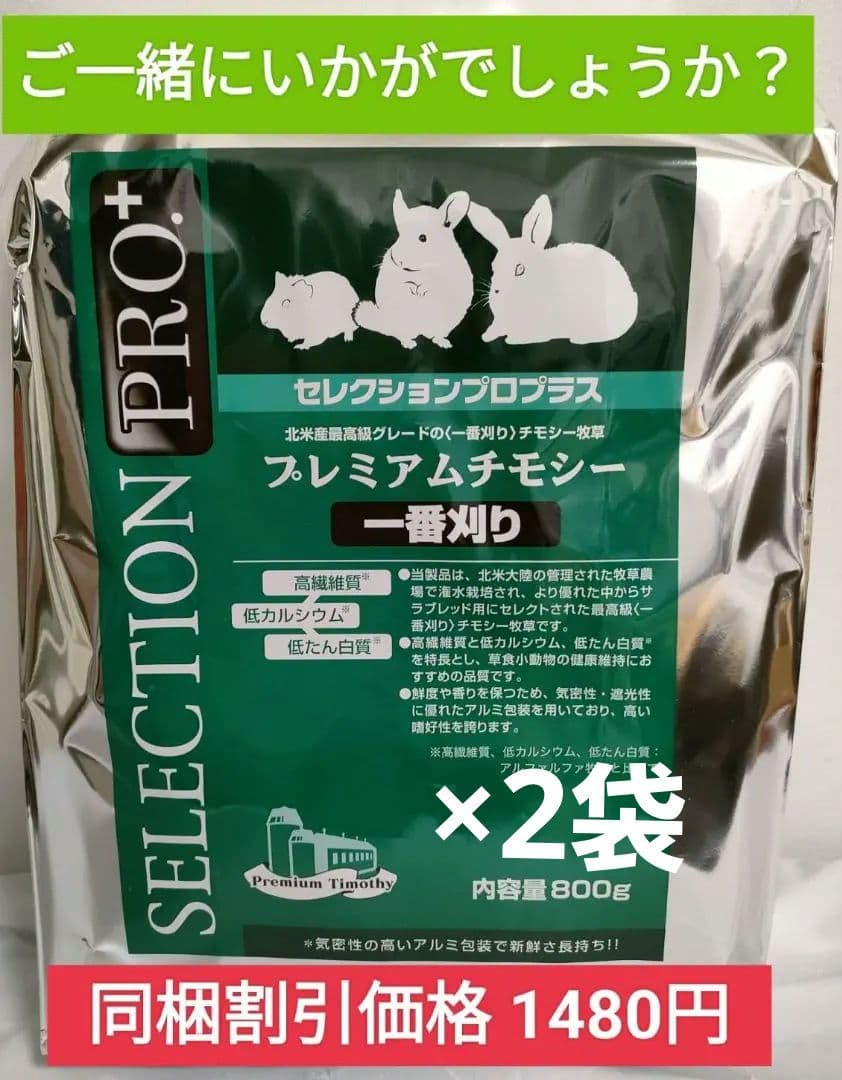 ご一緒にいかがでしょうか？
SELECTION PRO.+
セレクションプロプラス
北米産最高級グレードの〈一番刈り〉チモシー牧草
プレミアムチモシー
一番刈り
高繊維質※
低カルシウム※
低たん白質※
●当製品は、北米大陸の管理された牧草農
場で潅水栽培され、より優れた中からサ
ラブレッド用にセレクトされた最高級〈一
番刈り〉チモシー牧草です。
●高繊維質と低カルシウム、低たん白質※
を特長とし、草食小動物の健康維持にお
すすめの品質です。
●鮮度や香りを保つため、気密性・遮光性
に優れたアルミ包装を用いており、高い
嗜好性を誇ります。
※高繊維質、低カルシウム、低たん白質：
アルファルファ牧
×2袋
Premium Timothy
内容量800g
＊気密性の高いアルミ包装で新鮮さ長持ち!!
同梱割引価格 1480円